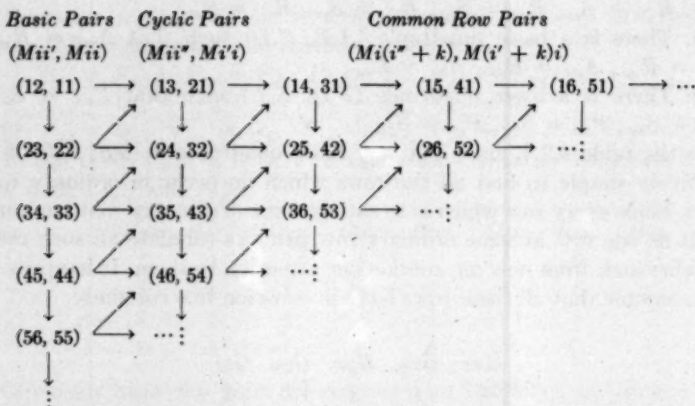 Basic Pairs Cyclic Pairs Common Row Pairs
(Mii′, Mii) (Mii″, Mi′i) (Mi(i″ + k), M(i′ + k)i)
(12, 11) (13, 21) (14, 31) (15, 41) (16, 51) ...
(23, 22) (24, 32) (25, 42) (26, 52) ...
(34, 33) (35, 43) (36, 53) ...
(45, 44) (46, 54) ...
(56, 55) ...